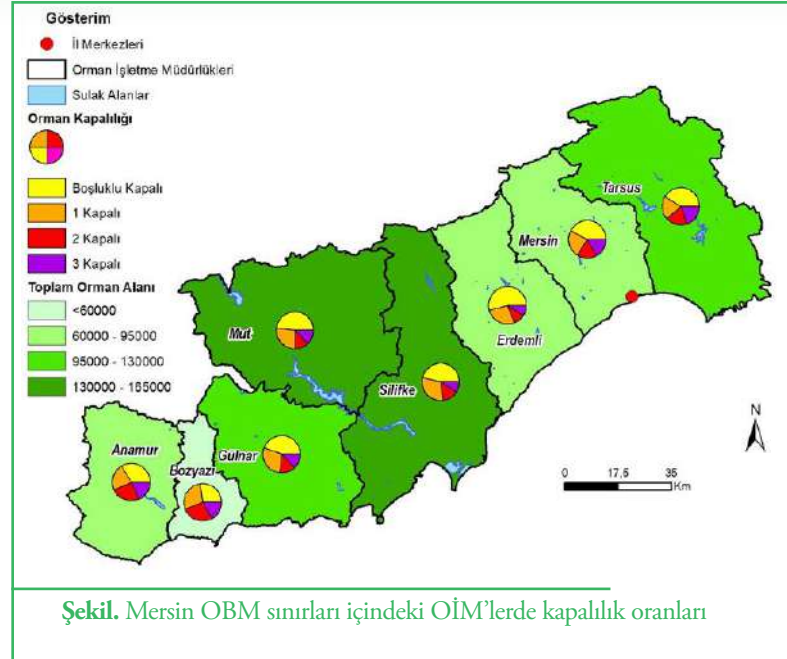 Gösterim
İl Merkezleri
Orman İşletme Müdürlükleri
Sulak Alanlar
Orman Kapalılığı
Boşluklu Kapalı
1 Kapalı
2 Kapalı
3 Kapalı
Toplam Orman Alanı
<60000
60000 - 95000
95000 - 130000
130000 - 165000
Tarsus
Mersin
Erdemli
Mut
Silifke
Gülnar
Anamur
Bozyazı
N
0 17,5 35
Km
Şekil. Mersin OBM sınırları içindeki OİM’lerde kapalılık oranları